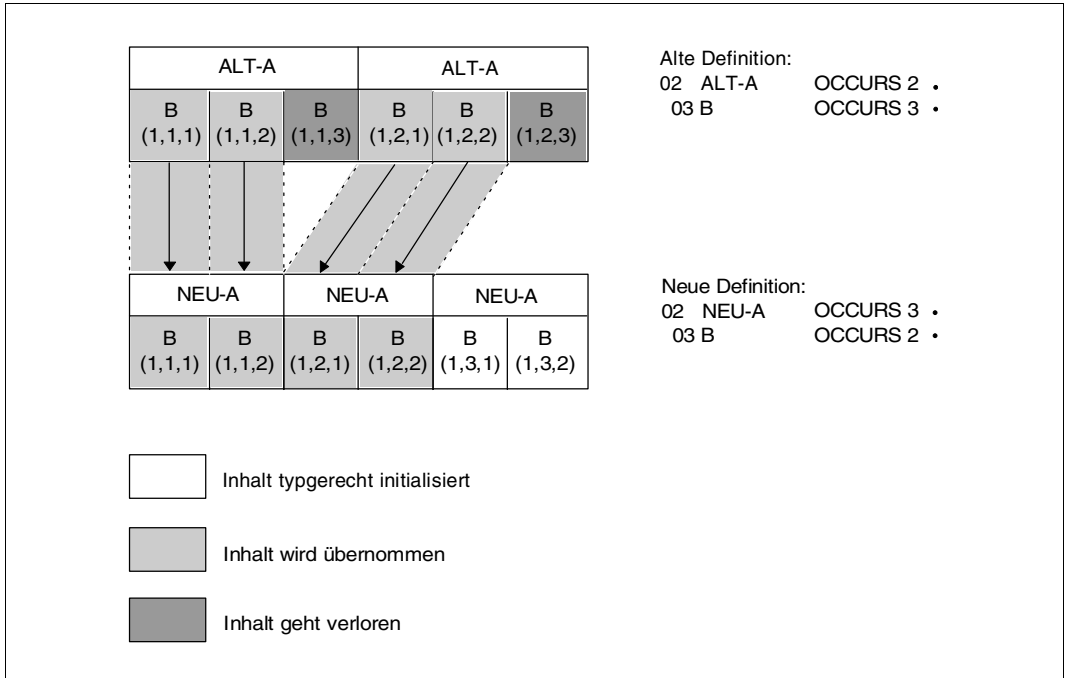 ALT-A ALT-A
B B B B B B
(1,1,1) (1,1,2) (1,1,3) (1,2,1) (1,2,2) (1,2,3)
Alte Definition:
02 ALT-A OCCURS 2 .
03 B OCCURS 3 .
NEU-A NEU-A NEU-A
B B B B B B
(1,1,1) (1,1,2) (1,2,1) (1,2,2) (1,3,1) (1,3,2)
Neue Definition:
02 NEU-A OCCURS 3 .
03 B OCCURS 2 .
Inhalt typgerecht initialisiert
Inhalt wird übernommen
Inhalt geht verloren